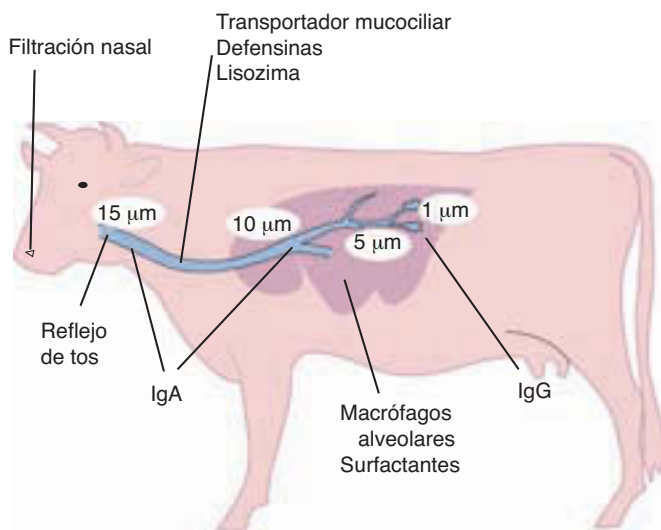 Transportador mucociliar
Defensinas
Lisozima
Filtración nasal
15 μm
10 μm
1 μm
5 μm
Reflejo
de tos
IgA
IgG
Macrófagos
alveolares
Surfactantes